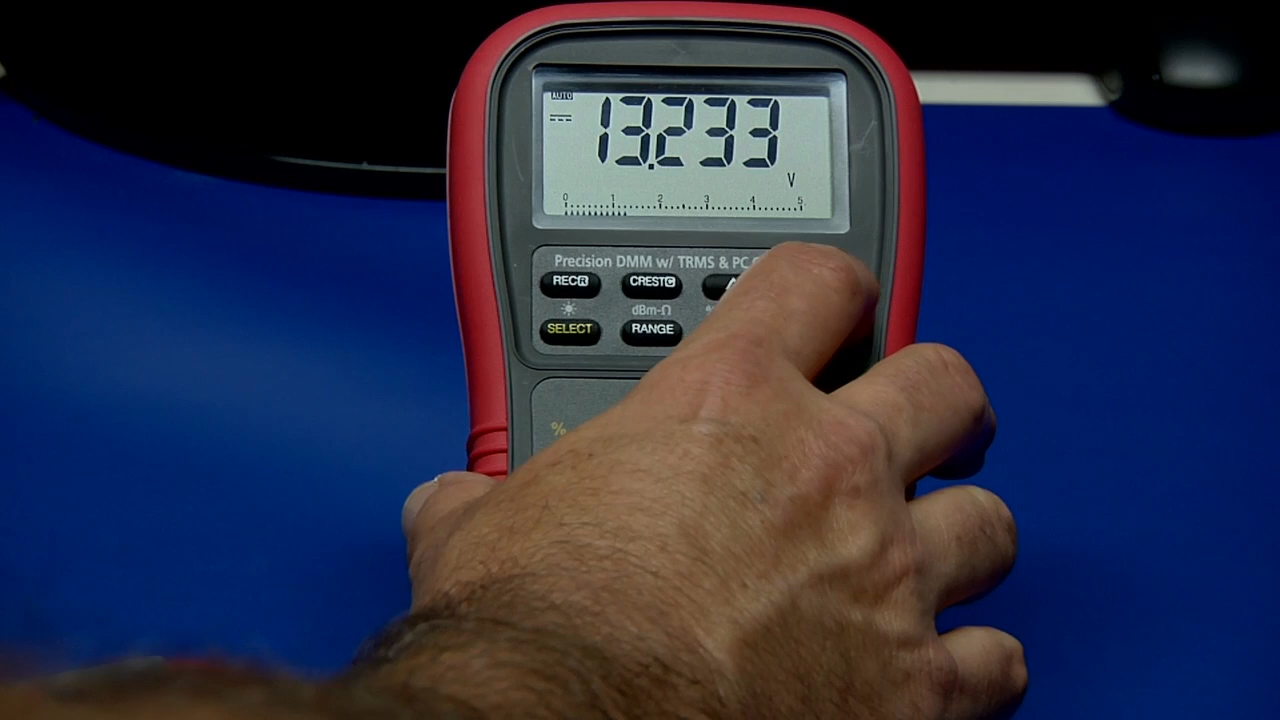 AUTO
13.233
V
0 1 2 3 4 5
Precision DMM w/ TRMS & PC
REC R CREST C
dBm-Ω %
SELECT RANGE
%